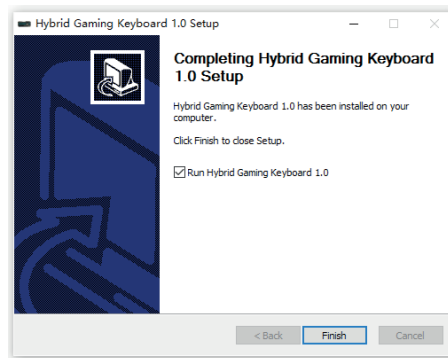 Hybrid Gaming Keyboard 1.0 Setup
Completing Hybrid Gaming Keyboard
1.0 Setup
Hybrid Gaming Keyboard 1.0 has been installed on your
computer.
Click Finish to close Setup.
Run Hybrid Gaming Keyboard 1.0
< Back Finish Cancel